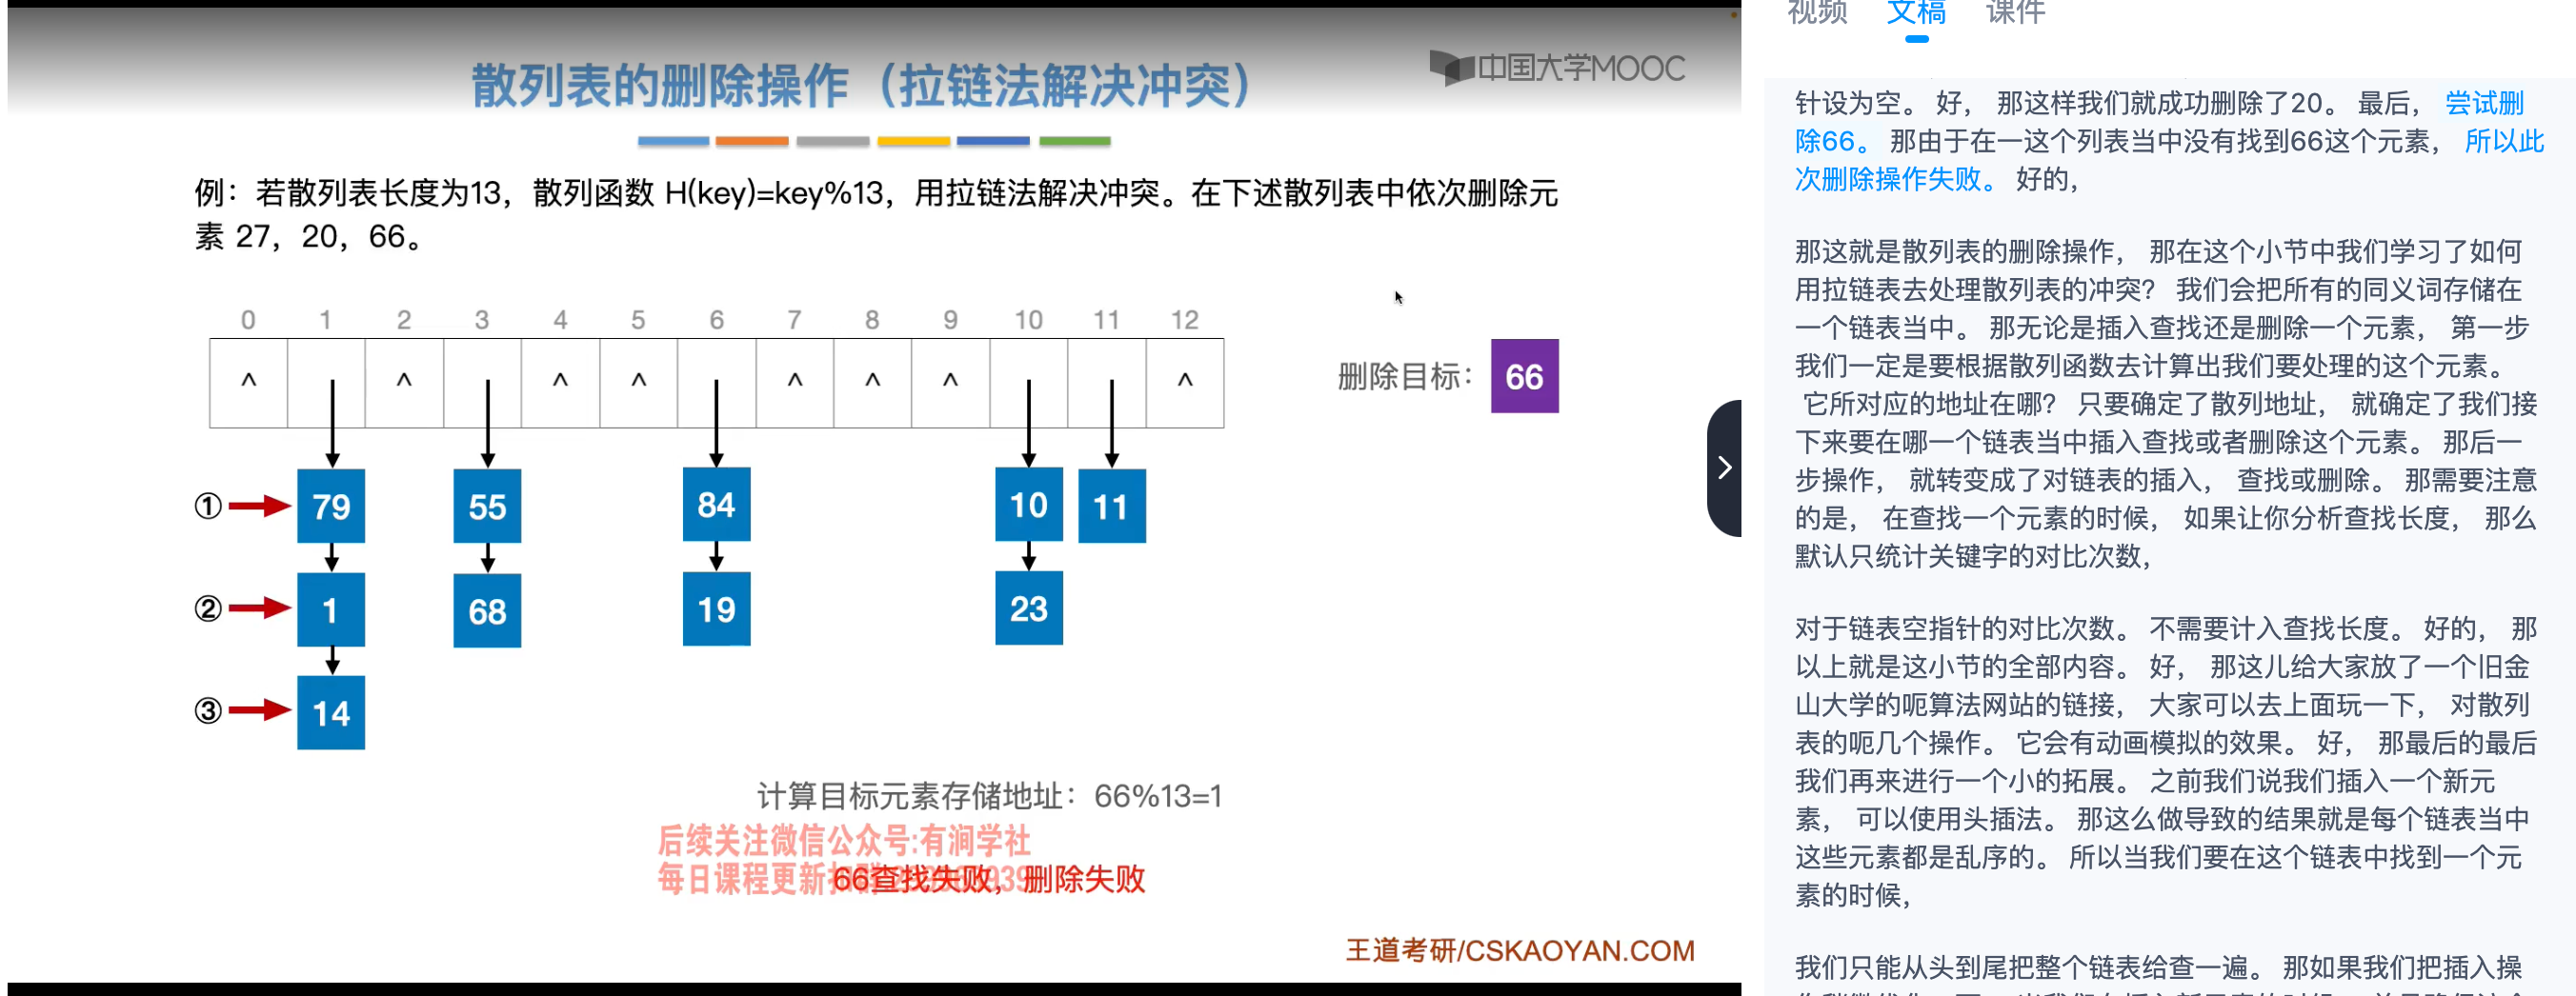 散列表的删除操作（拉链法解决冲突）
中国大学MOOC
例：若散列表长度为13，散列函数 H(key)=key%13，用拉链法解决冲突。在下述散列表中依次删除元
素 27，20，66。
0 1 2 3 4 5 6 7 8 9 10 11 12
^ ^ ^ ^ ^ ^ ^ ^
删除目标： 66
① 79 55 84 10 11
② 1 68 19 23
③ 14
计算目标元素存储地址：66%13=1
后续关注微信公众号:有涧学社
每日课程更新
66查找失败，删除失败
王道考研/CSKAOYAN.COM
视频 文稿 课件
针设为空。 好， 那这样我们就成功删除了20。 最后， 尝试删
除66。 那由于在一这个列表当中没有找到66这个元素， 所以此
次删除操作失败。 好的，
那这就是散列表的删除操作， 那在这个小节中我们学习了如何
用拉链表去处理散列表的冲突？ 我们会把所有的同义词存储在
一个链表当中。 那无论是插入查找还是删除一个元素， 第一步
我们一定是要根据散列函数去计算出我们要处理的这个元素。
它所对应的地址在哪？ 只要确定了散列地址， 就确定了我们接
下来要在哪一个链表当中插入查找或者删除这个元素。 那后一
步操作， 就转变成了对链表的插入， 查找或删除。 那需要注意
的是， 在查找一个元素的时候， 如果让你分析查找长度， 那么
默认只统计关键字的对比次数，
对于链表空指针的对比次数。 不需要计入查找长度。 好的， 那
以上就是这小节的全部内容。 好， 那这儿给大家放了一个旧金
山大学的呃算法网站的链接， 大家可以去上面玩一下， 对散列
表的呃几个操作。 它会有动画模拟的效果。 好， 那最后的最后
我们再来进行一个小的拓展。 之前我们说我们插入一个新元
素， 可以使用头插法。 那这么做导致的结果就是每个链表当中
这些元素都是乱序的。 所以当我们要在这个链表中找到一个元
素的时候，
我们只能从头到尾把整个链表给查一遍。 那如果我们把插入操